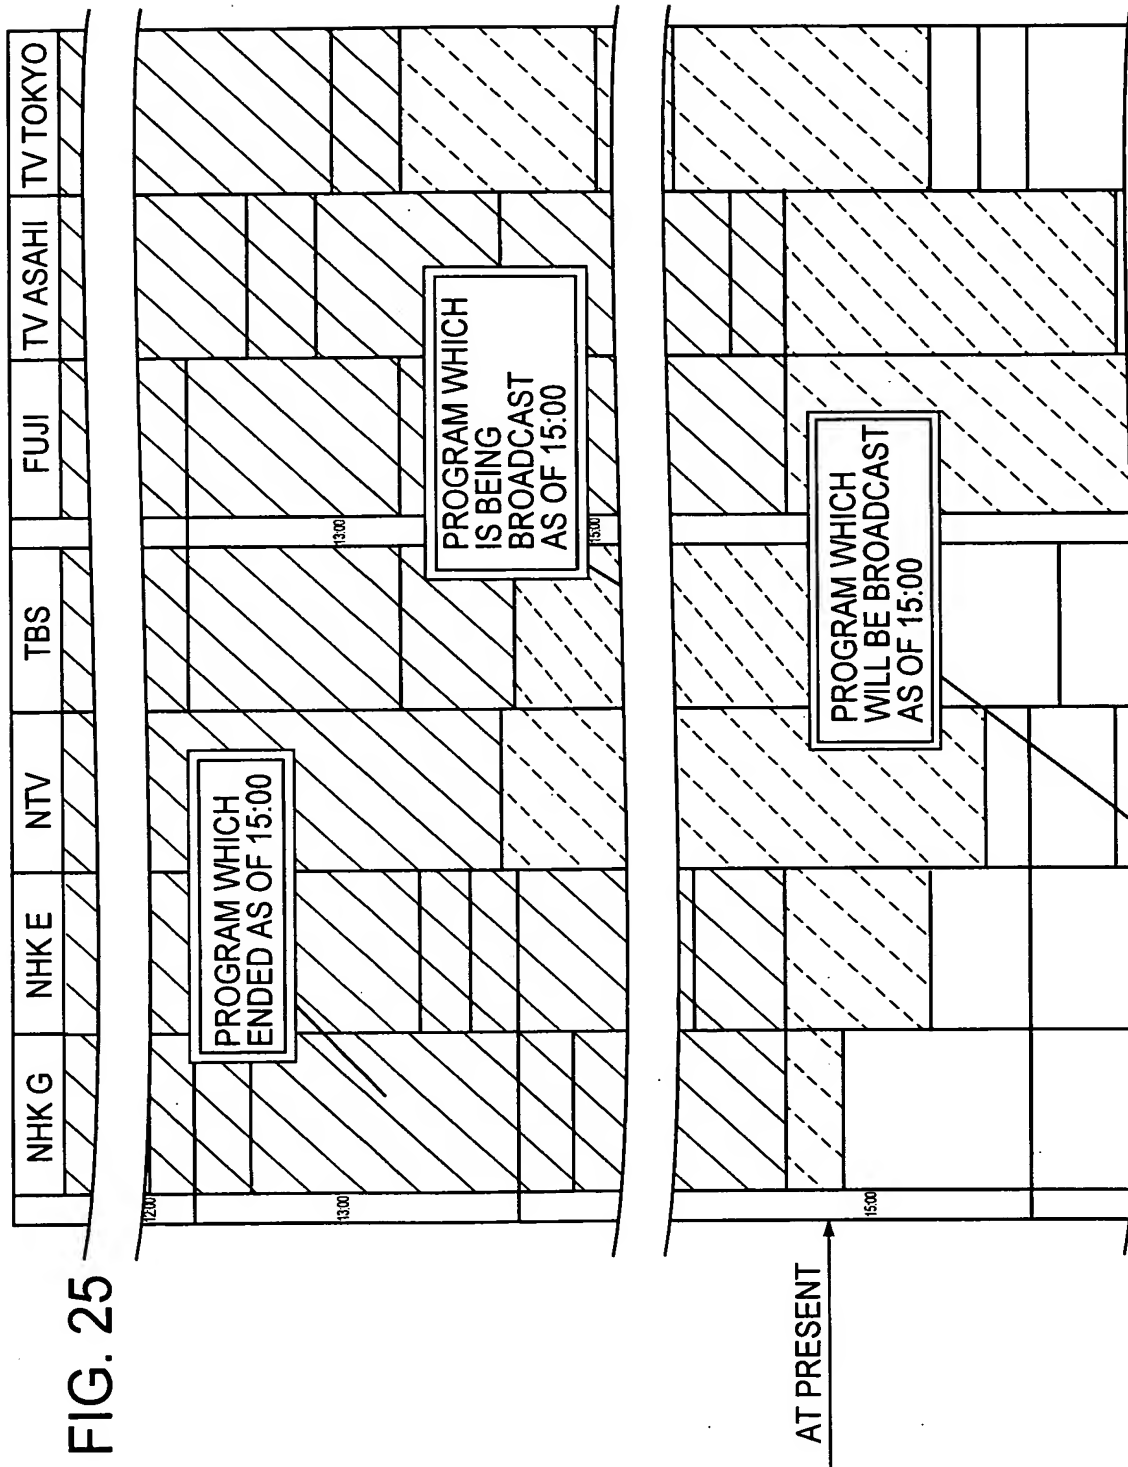 FIG. 25
NHK G
NHK E
NTV
TBS
FUJI
TV ASAHI
TV TOKYO
12:00
13:00
13:00
PROGRAM WHICH
ENDED AS OF 15:00
PROGRAM WHICH
IS BEING
BROADCAST
AS OF 15:00
15:00
AT PRESENT
15:00
PROGRAM WHICH
WILL BE BROADCAST
AS OF 15:00